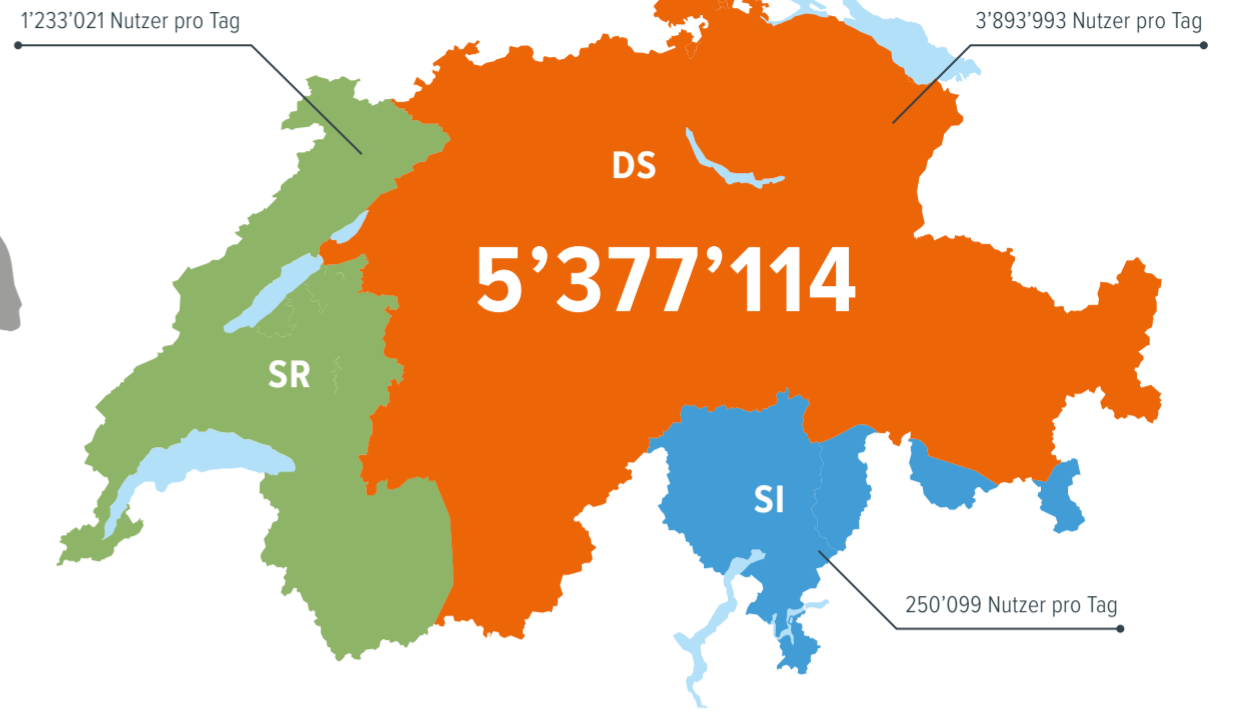 1’233’021 Nutzer pro Tag
3’893’993 Nutzer pro Tag
DS
5’377’114
SR
SI
250’099 Nutzer pro Tag